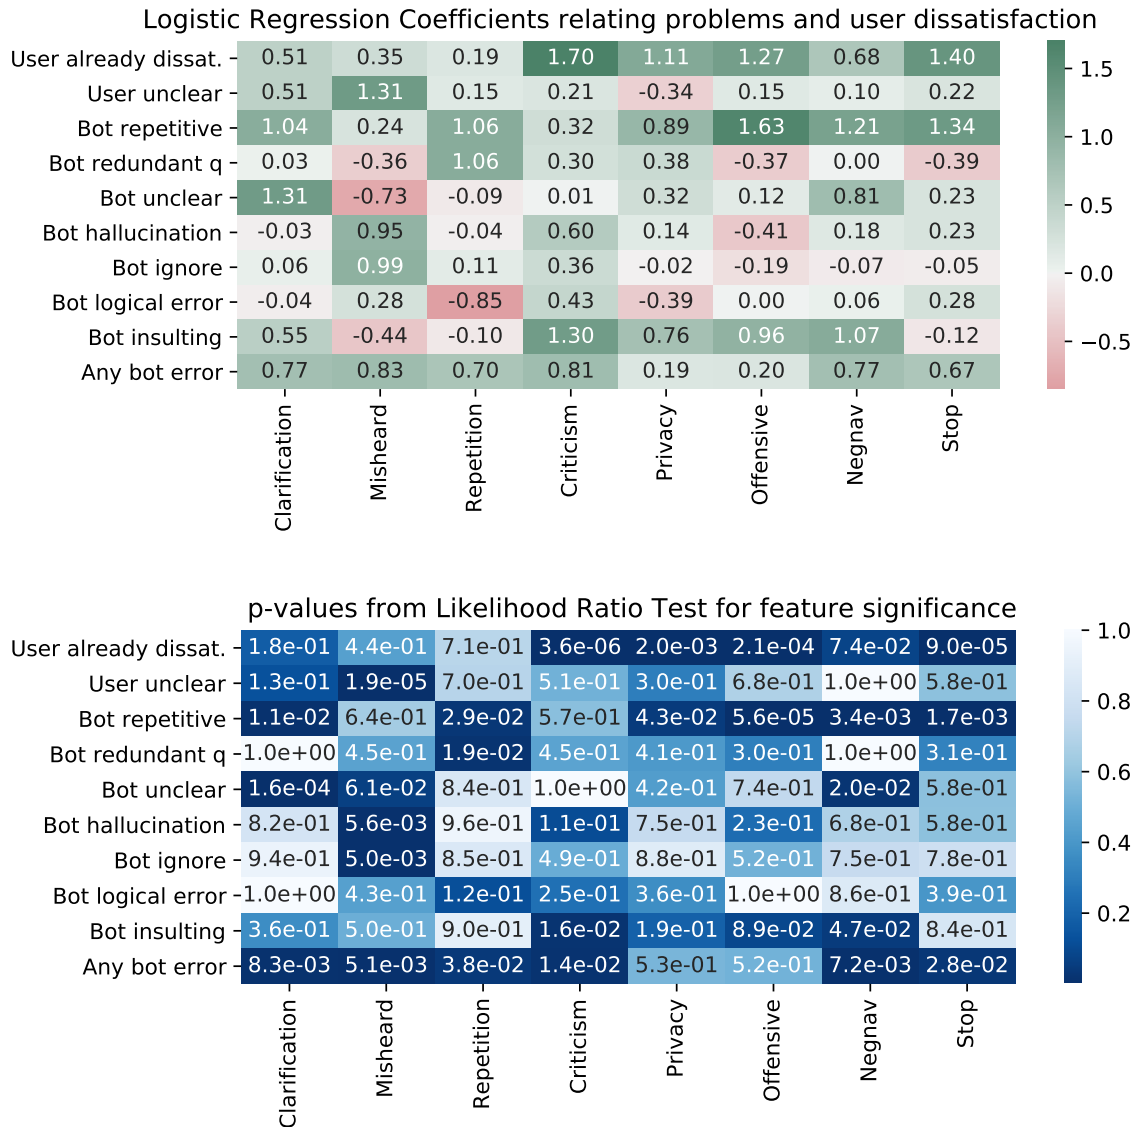 Logistic Regression Coefficients relating problems and user dissatisfaction
User already dissat. 0.51 0.35 0.19 1.70 1.11 1.27 0.68 1.40
User unclear 0.51 1.31 0.15 0.21 -0.34 0.15 0.10 0.22
Bot repetitive 1.04 0.24 1.06 0.32 0.89 1.63 1.21 1.34
Bot redundant q 0.03 -0.36 1.06 0.30 0.38 -0.37 0.00 -0.39
Bot unclear 1.31 -0.73 -0.09 0.01 0.32 0.12 0.81 0.23
Bot hallucination -0.03 0.95 -0.04 0.60 0.14 -0.41 0.18 0.23
Bot ignore 0.06 0.99 0.11 0.36 -0.02 -0.19 -0.07 -0.05
Bot logical error -0.04 0.28 -0.85 0.43 -0.39 0.00 0.06 0.28
Bot insulting 0.55 -0.44 -0.10 1.30 0.76 0.96 1.07 -0.12
Any bot error 0.77 0.83 0.70 0.81 0.19 0.20 0.77 0.67
Clarification Misheard Repetition Criticism Privacy Offensive Negnav Stop
1.5
1.0
0.5
0.0
−0.5
p-values from Likelihood Ratio Test for feature significance
User already dissat. 1.8e-01 4.4e-01 7.1e-01 3.6e-06 2.0e-03 2.1e-04 7.4e-02 9.0e-05
User unclear 1.3e-01 1.9e-05 7.0e-01 5.1e-01 3.0e-01 6.8e-01 1.0e+00 5.8e-01
Bot repetitive 1.1e-02 6.4e-01 2.9e-02 5.7e-01 4.3e-02 5.6e-05 3.4e-03 1.7e-03
Bot redundant q 1.0e+00 4.5e-01 1.9e-02 4.5e-01 4.1e-01 3.0e-01 1.0e+00 3.1e-01
Bot unclear 1.6e-04 6.1e-02 8.4e-01 1.0e+00 4.2e-01 7.4e-01 2.0e-02 5.8e-01
Bot hallucination 8.2e-01 5.6e-03 9.6e-01 1.1e-01 7.5e-01 2.3e-01 6.8e-01 5.8e-01
Bot ignore 9.4e-01 5.0e-03 8.5e-01 4.9e-01 8.8e-01 5.2e-01 7.5e-01 7.8e-01
Bot logical error 1.0e+00 4.3e-01 1.2e-01 2.5e-01 3.6e-01 1.0e+00 8.6e-01 3.9e-01
Bot insulting 3.6e-01 5.0e-01 9.0e-01 1.6e-02 1.9e-01 8.9e-02 4.7e-02 8.4e-01
Any bot error 8.3e-03 5.1e-03 3.8e-02 1.4e-02 5.3e-01 5.2e-01 7.2e-03 2.8e-02
Clarification Misheard Repetition Criticism Privacy Offensive Negnav Stop
1.0
0.8
0.6
0.4
0.2